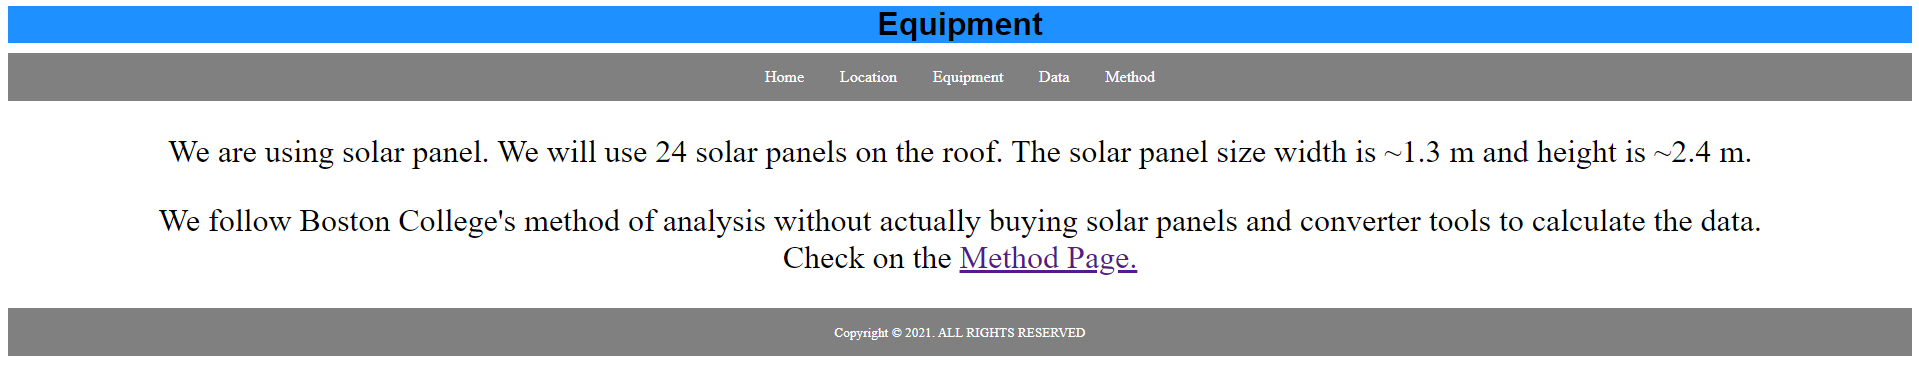 Equipment
Home Location Equipment Data Method
We are using solar panel. We will use 24 solar panels on the roof. The solar panel size width is ~1.3 m and height is ~2.4 m.
We follow Boston College's method of analysis without actually buying solar panels and converter tools to calculate the data.
Check on the Method Page.
Copyright © 2021. ALL RIGHTS RESERVED